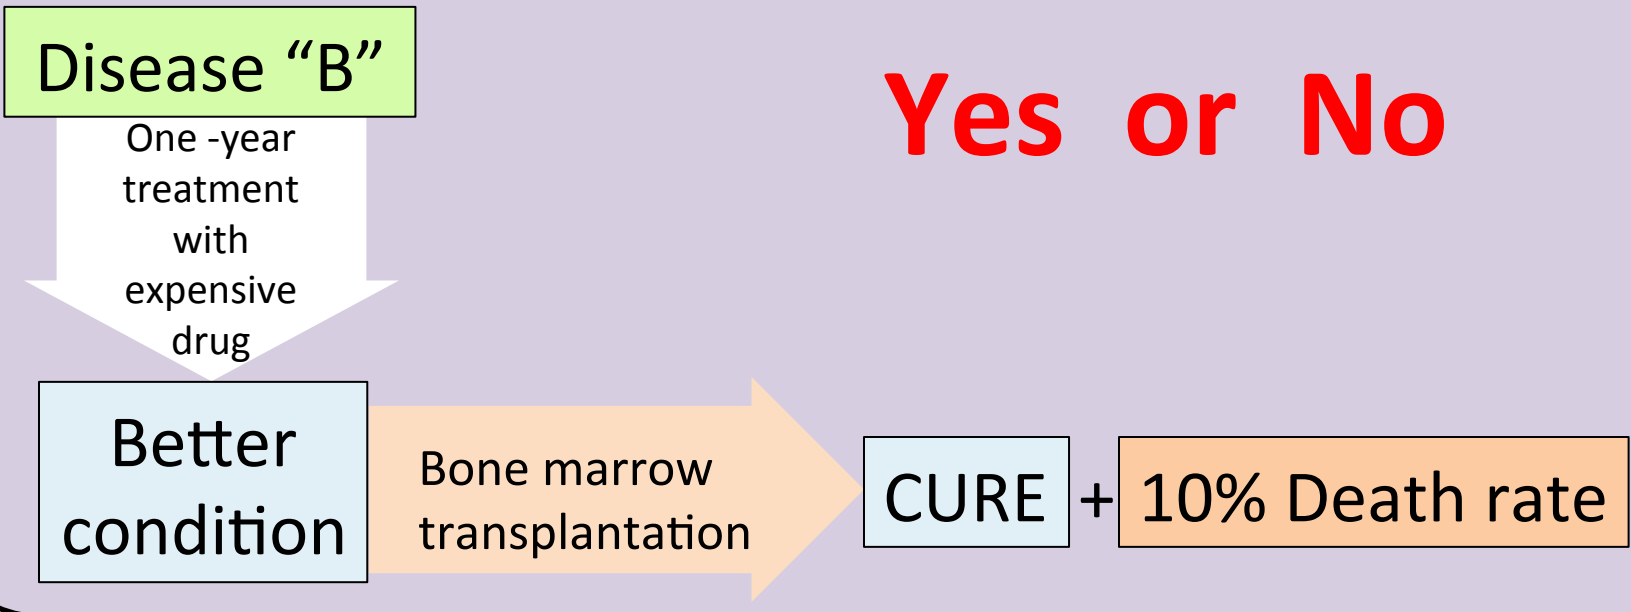 Disease “B”
Yes or No
One -year
treatment
with
expensive
drug
Better
condition
Bone marrow
transplantation
CURE + 10% Death rate